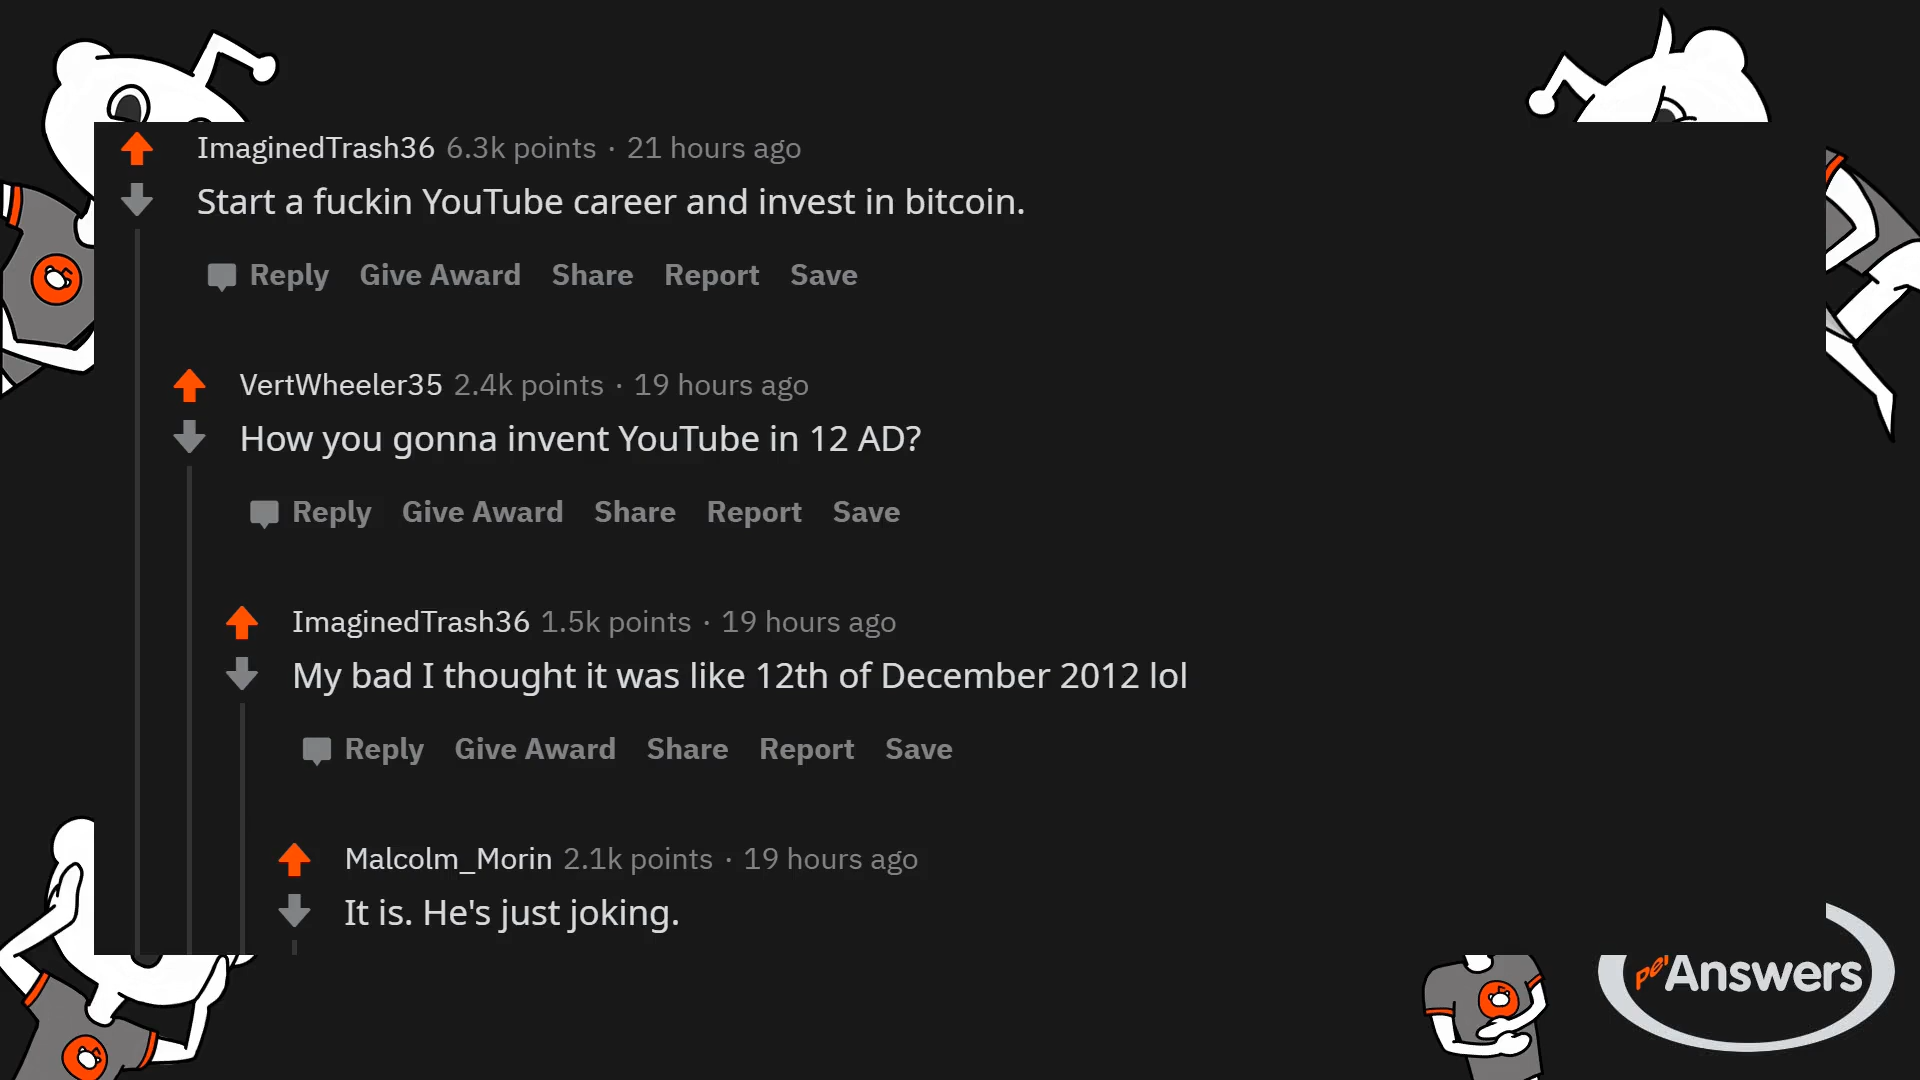 ImaginedTrash36 6.3k points · 21 hours ago
Start a fuckin YouTube career and invest in bitcoin.
Reply Give Award Share Report Save
VertWheeler35 2.4k points · 19 hours ago
How you gonna invent YouTube in 12 AD?
Reply Give Award Share Report Save
ImaginedTrash36 1.5k points · 19 hours ago
My bad I thought it was like 12th of December 2012 lol
Reply Give Award Share Report Save
Malcolm_Morin 2.1k points · 19 hours ago
It is. He's just joking.
Answers